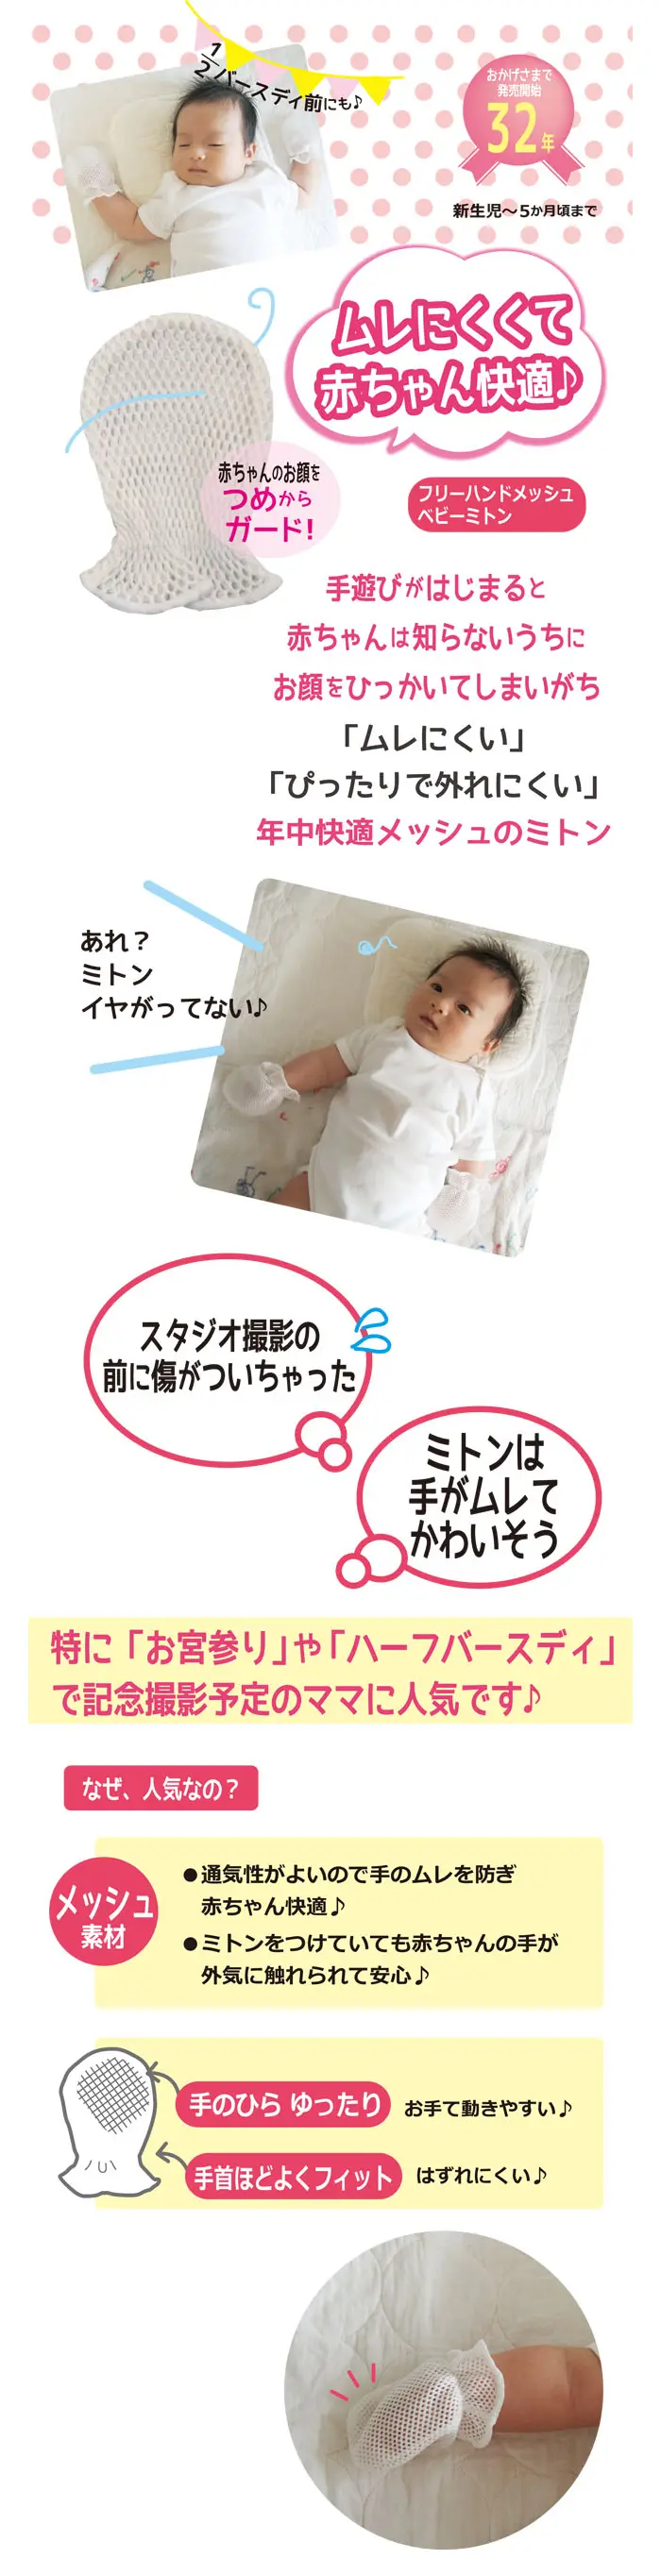 1/2バースディ前にも♪
おかげさまで
発売開始
32年
新生児～5か月頃まで
ムレにくくて
赤ちゃん快適♪
赤ちゃんのお顔を
つめから
ガード!
フリーハンドメッシュ
ベビーミトン
手遊びがはじまると
赤ちゃんは知らないうちに
お顔をひっかいてしまいがち
「ムレにくい」
「ぴったりで外れにくい」
年中快適メッシュのミトン
あれ？
ミトン
イヤがってない♪
スタジオ撮影の
前に傷がついちゃった
ミトンは
手がムレて
かわいそう
特に「お宮参り」や「ハーフバースディ」
で記念撮影予定のママに人気です♪
なぜ、人気なの？
メッシュ
素材
●通気性がよいので手のムレを防ぎ
赤ちゃん快適♪
●ミトンをつけていても赤ちゃんの手が
外気に触れられて安心♪
手のひら ゆったり
お手て動きやすい♪
手首ほどよくフィット
はずれにくい♪